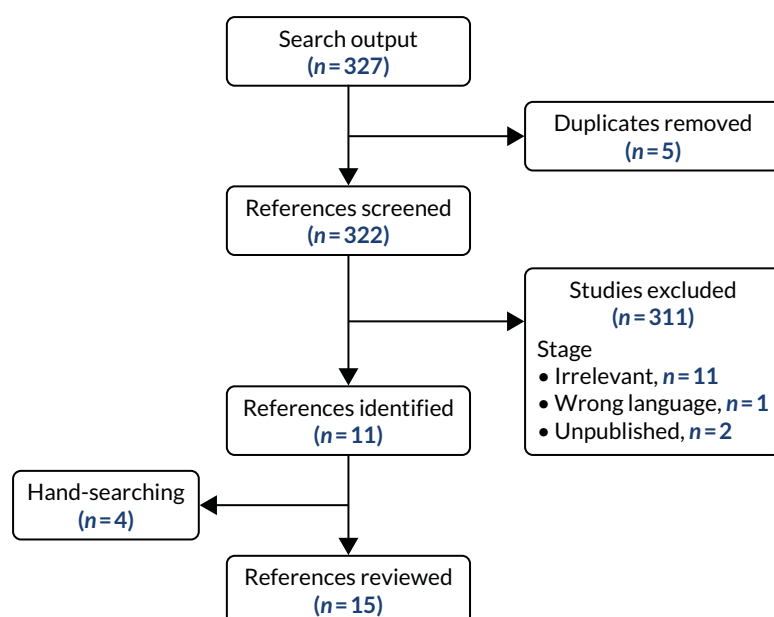 Search output
(n=327)
Duplicates removed
(n=5)
References screened
(n=322)
Studies excluded
(n=311)
Stage
• Irrelevant, n=11
• Wrong language, n=1
• Unpublished, n=2
References identified
(n=11)
Hand-searching
(n=4)
References reviewed
(n=15)